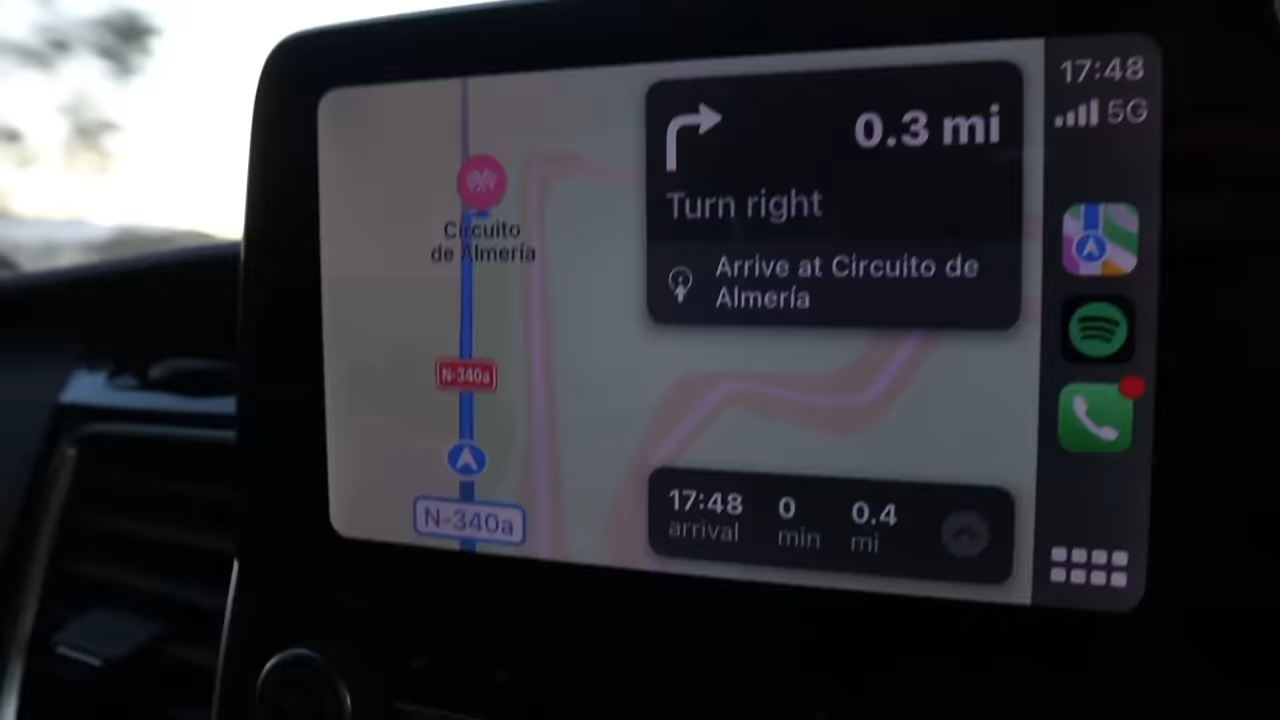 17:48
5G
0.3 mi
Turn right
Arrive at Circuito de
Almería
Circuito
de Almería
N-340a
N-340a
17:48 0 0.4
arrival min mi